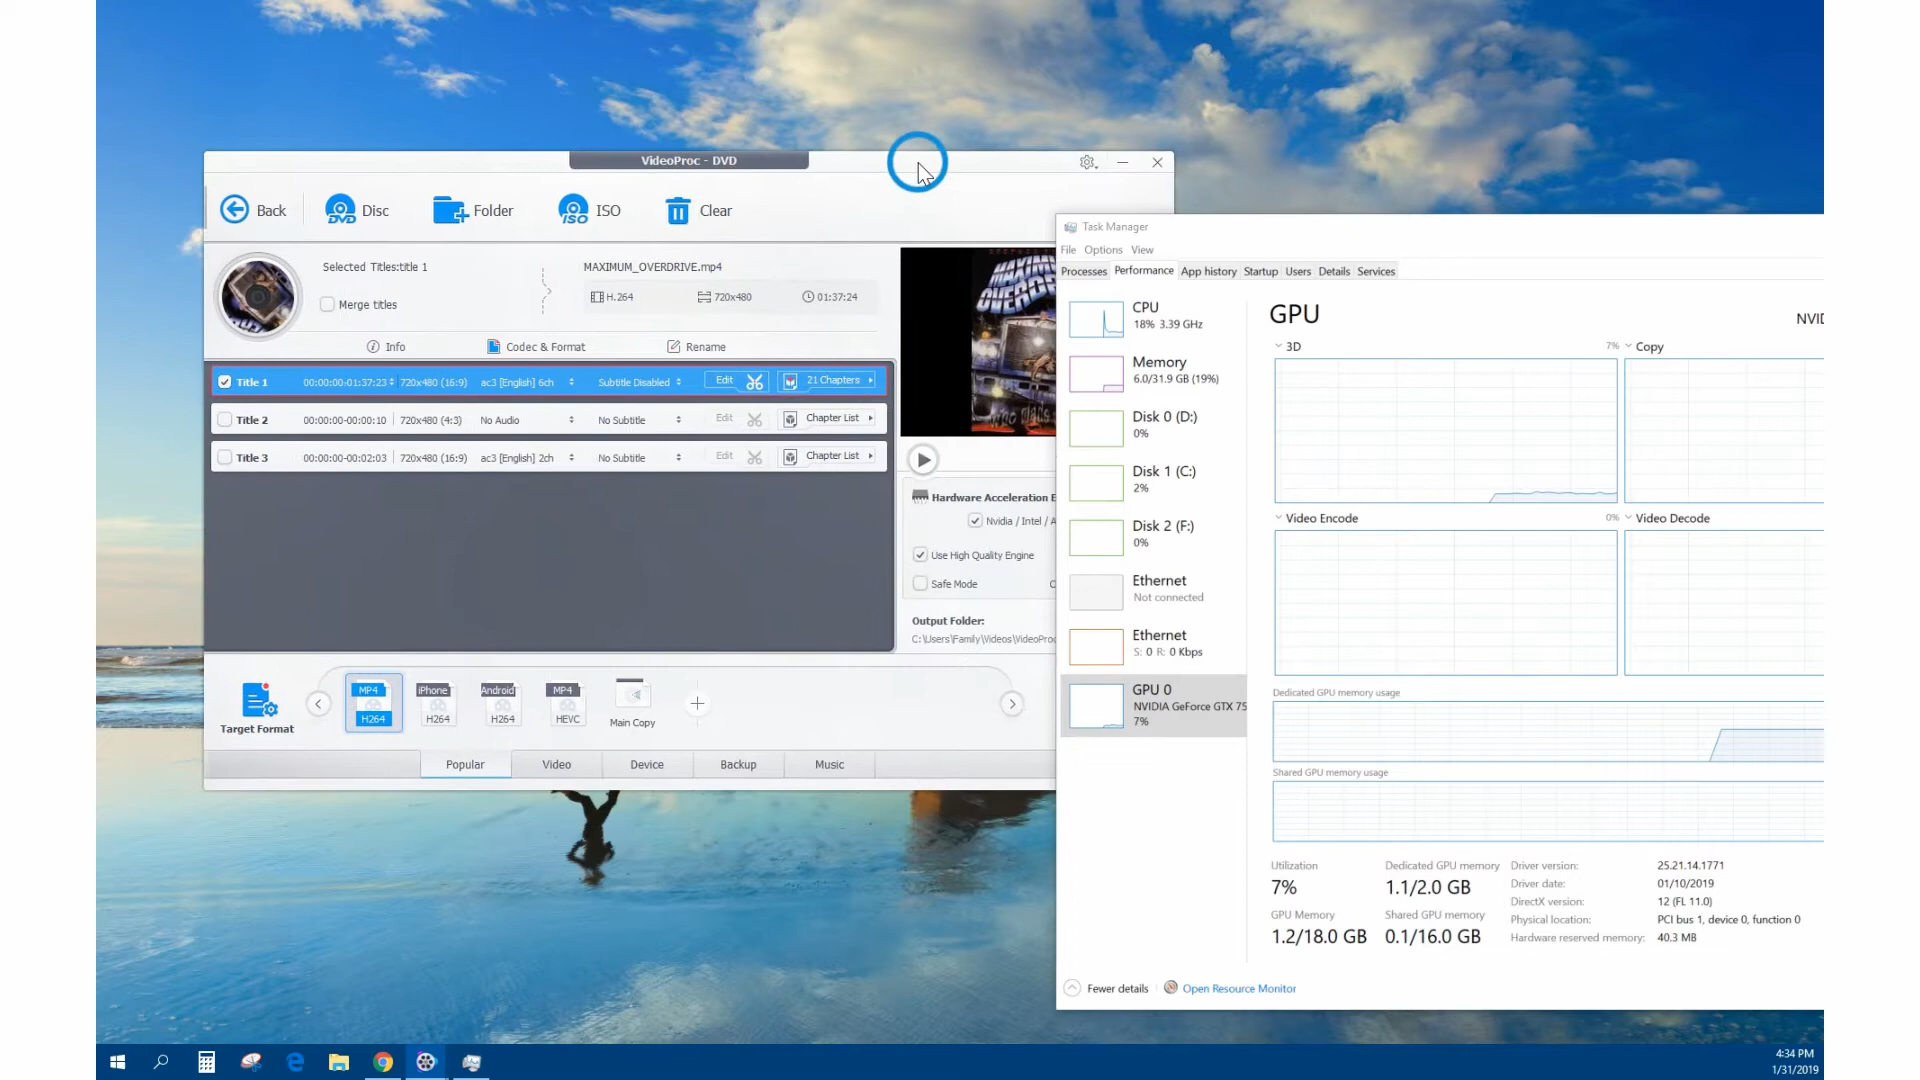 VideoProc - DVD
Back
Disc
Folder
ISO
Clear
Selected Titles:title 1
Merge titles
MAXIMUM_OVERDRIVE.mp4
H.264
720x480
01:37:24
Info
Codec & Format
Rename
Title 1 00:00:00-01:37:23 720x480 (16:9) ac3 [English] 6ch Subtitle Disabled Edit 21 Chapters
Title 2 00:00:00-00:00:10 720x480 (4:3) No Audio No Subtitle Edit Chapter List
Title 3 00:00:00-00:02:03 720x480 (16:9) ac3 [English] 2ch No Subtitle Edit Chapter List
Hardware Acceleration E
Nvidia / Intel / A
Use High Quality Engine
Safe Mode
Output Folder:
C:\Users\Family\Videos\VideoProc
Target Format
MP4
H264
iPhone
H264
Android
H264
MP4
HEVC
Main Copy
Popular
Video
Device
Backup
Music
Task Manager
File Options View
Processes Performance App history Startup Users Details Services
CPU
18% 3.39 GHz
Memory
6.0/31.9 GB (19%)
Disk 0 (D:)
0%
Disk 1 (C:)
2%
Disk 2 (F:)
0%
Ethernet
Not connected
Ethernet
S: 0 R: 0 Kbps
GPU 0
NVIDIA GeForce GTX 75
7%
GPU
NVID
3D
7%
Copy
Video Encode
0%
Video Decode
Dedicated GPU memory usage
Shared GPU memory usage
Utilization
7%
Dedicated GPU memory
1.1/2.0 GB
GPU Memory
1.2/18.0 GB
Shared GPU memory
0.1/16.0 GB
Driver version: 25.21.14.1771
Driver date: 01/10/2019
DirectX version: 12 (FL 11.0)
Physical location: PCI bus 1, device 0, function 0
Hardware reserved memory: 40.3 MB
Fewer details
Open Resource Monitor
4:34 PM
1/31/2019